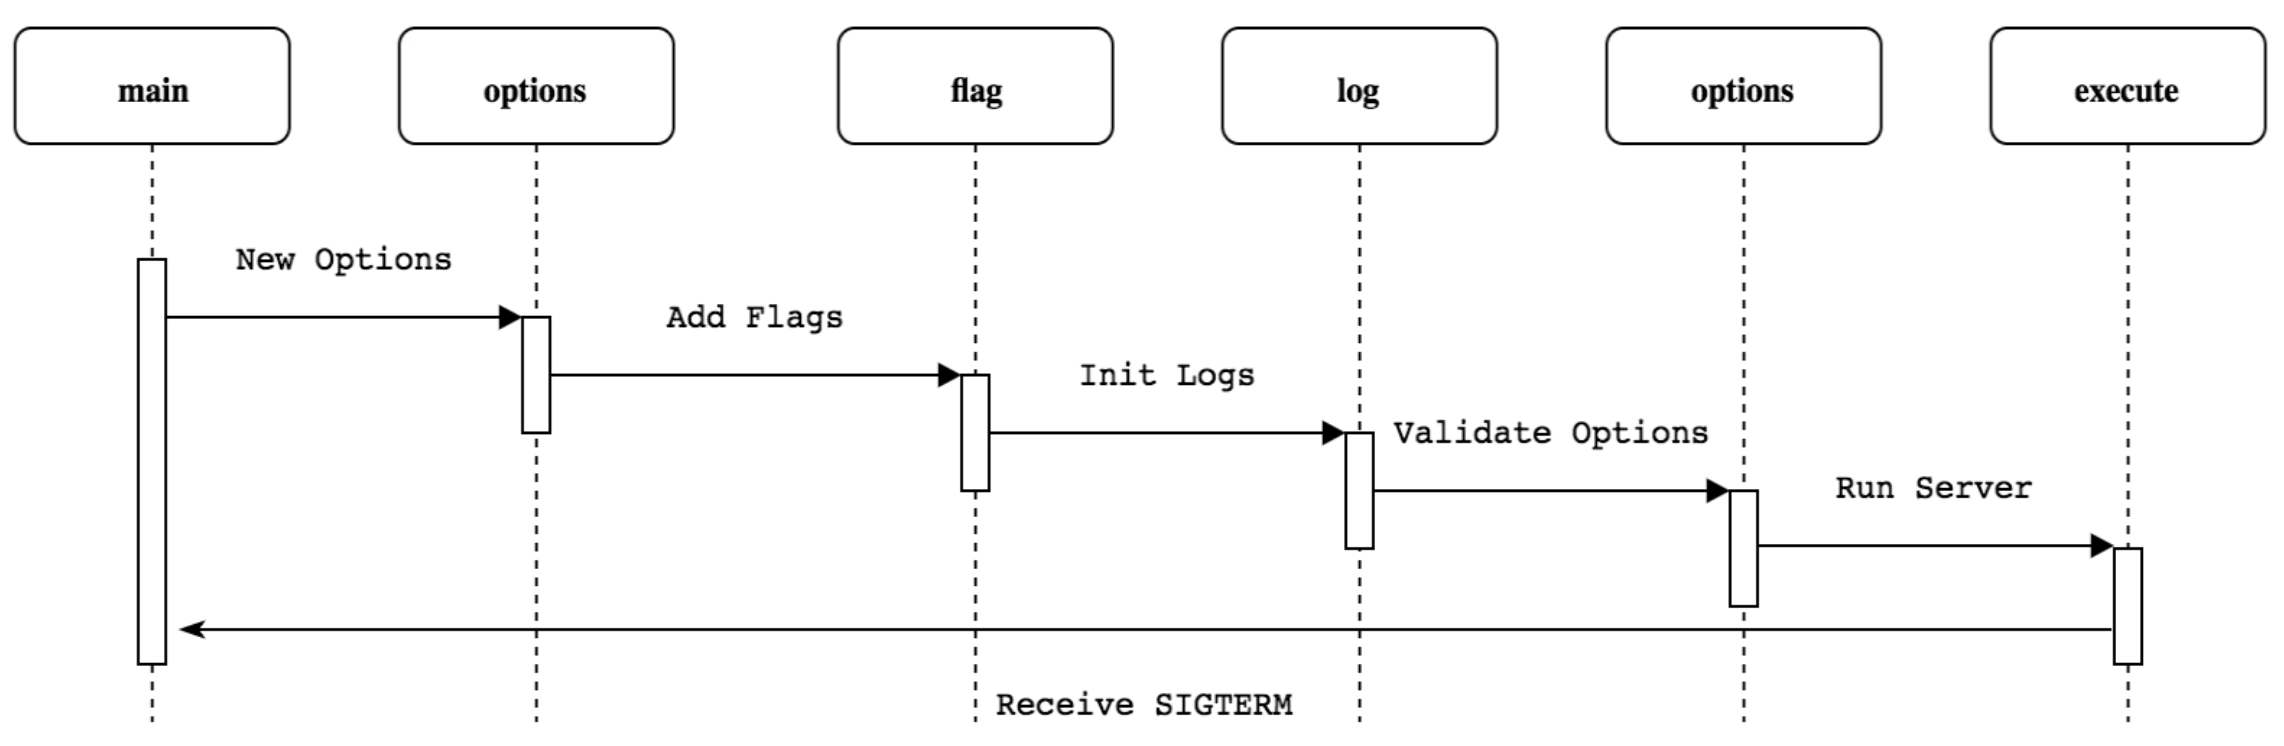 main
options
flag
log
options
execute
New Options
Add Flags
Init Logs
Validate Options
Run Server
Receive SIGTERM